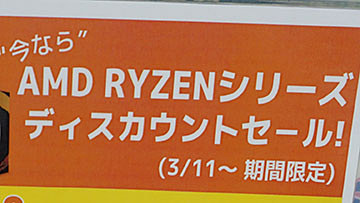 “今なら”
AMD RYZENシリーズ
ディスカウントセール!
(3/11～ 期間限定)